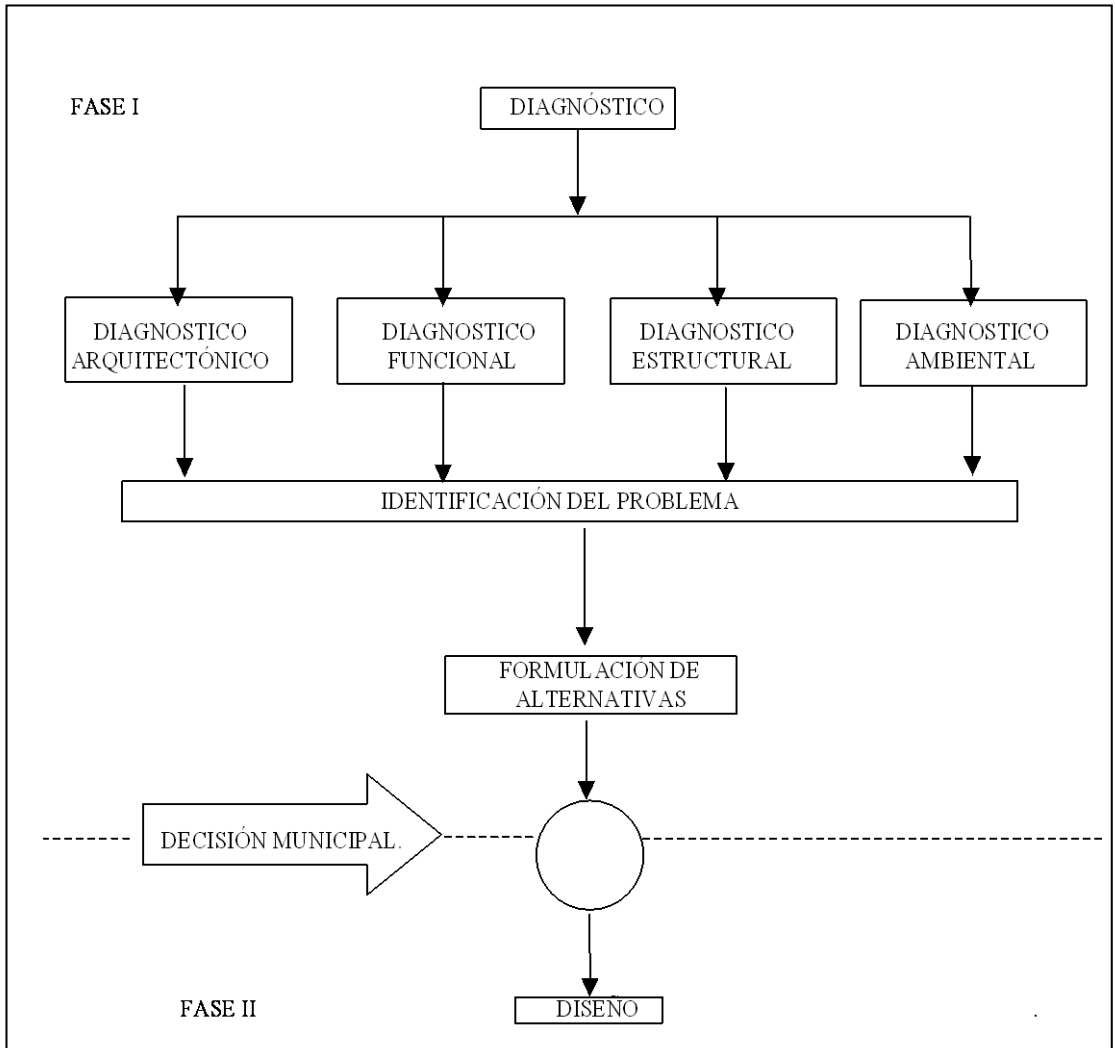 FASE I
DIAGNÓSTICO
DIAGNOSTICO
ARQUITECTÓNICO
DIAGNOSTICO
FUNCIONAL
DIAGNOSTICO
ESTRUCTURAL
DIAGNOSTICO
AMBIENTAL
IDENTIFICACIÓN DEL PROBLEMA
FORMULACIÓN DE
ALTERNATIVAS
DECISIÓN MUNICIPAL.
FASE II
DISEÑO
.